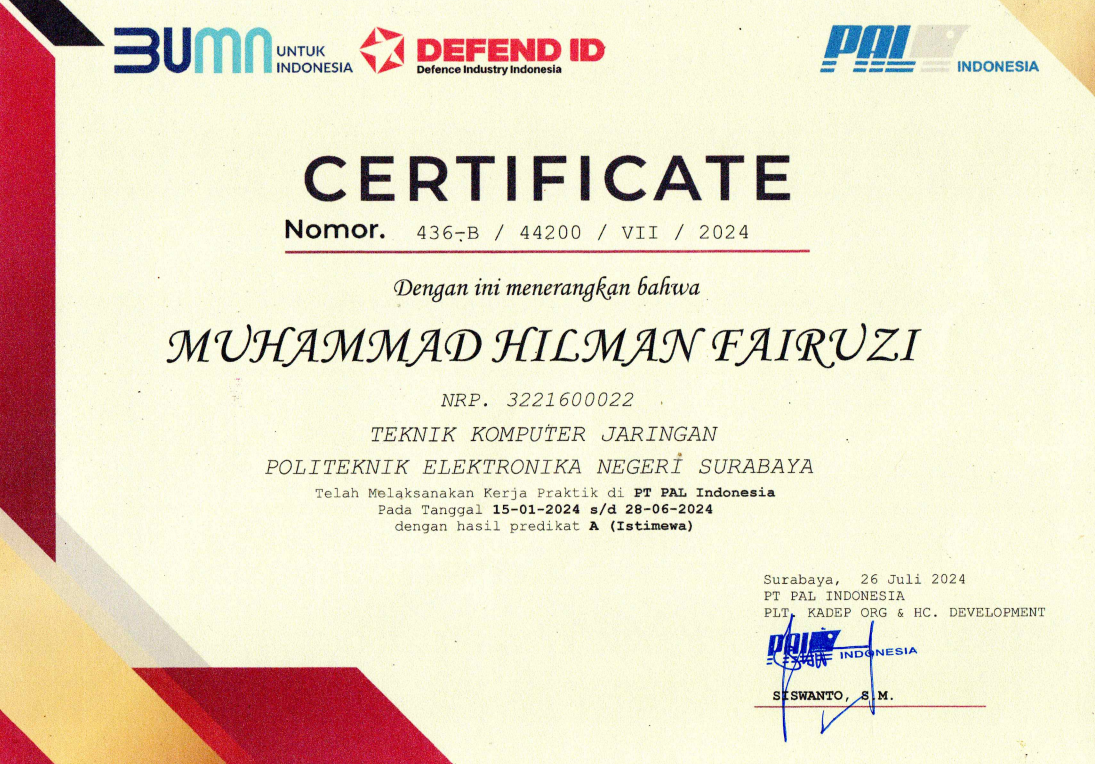 BUMN UNTUK INDONESIA
DEFEND ID
Defence Industry Indonesia
PAL INDONESIA
CERTIFICATE
Nomor. 436-B / 44200 / VII / 2024
Dengan ini menerangkan bahwa
MUHAMMAD HILMAN FAIRUZI
NRP. 3221600022
TEKNIK KOMPUTER JARINGAN
POLITEKNIK ELEKTRONIKA NEGERI SURABAYA
Telah Melaksanakan Kerja Praktik di PT PAL Indonesia
Pada Tanggal 15-01-2024 s/d 28-06-2024
dengan hasil predikat A (Istimewa)
Surabaya, 26 Juli 2024
PT PAL INDONESIA
PLT. KADEP ORG & HC. DEVELOPMENT
PAL INDONESIA
SISWANTO, S.M.